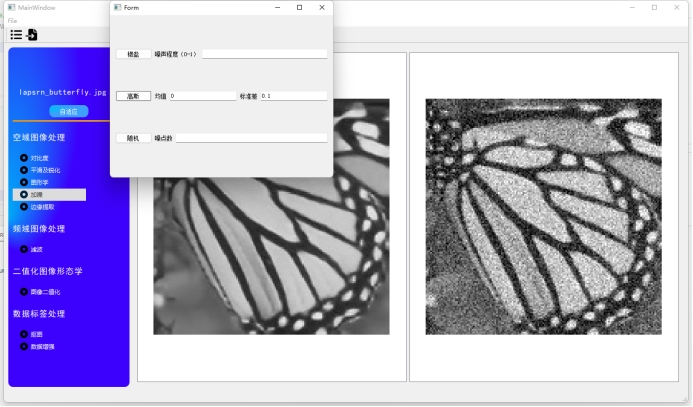 MainWindow
File
Form
椒盐 噪声程度（0~1）
高斯 均值 0 标准差 0.1
随机 噪点数
lapsrn_butterfly.jpg
自适应
空域图像处理
对比度
平滑及锐化
图形学
加噪
边缘提取
频域图像处理
滤波
二值化图像形态学
图像二值化
数据标签处理
抠图
数据增强